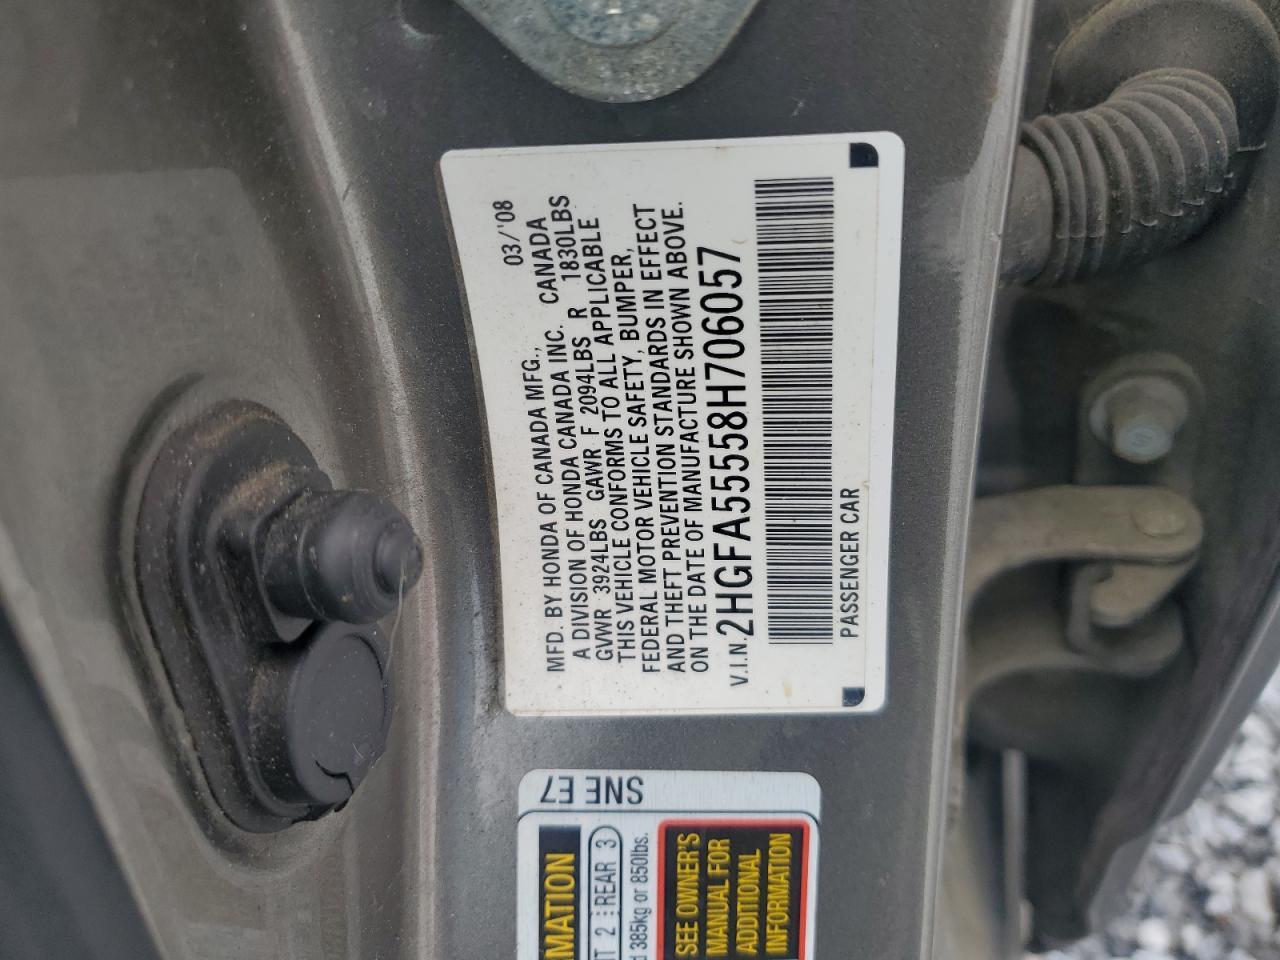 03/'08
MFD. BY HONDA OF CANADA MFG.,
A DIVISION OF HONDA CANADA INC. CANADA
GVWR 3924LBS GAWR F 2094LBS R 1830LBS
THIS VEHICLE CONFORMS TO ALL APPLICABLE
FEDERAL MOTOR VEHICLE SAFETY, BUMPER,
AND THEFT PREVENTION STANDARDS IN EFFECT
ON THE DATE OF MANUFACTURE SHOWN ABOVE.
V.I.N. 2HGFA55558H706057
PASSENGER CAR
SNE E7
2 REAR 3
385kg or 850lbs.
SEE OWNER'S
MANUAL FOR
ADDITIONAL
INFORMATION